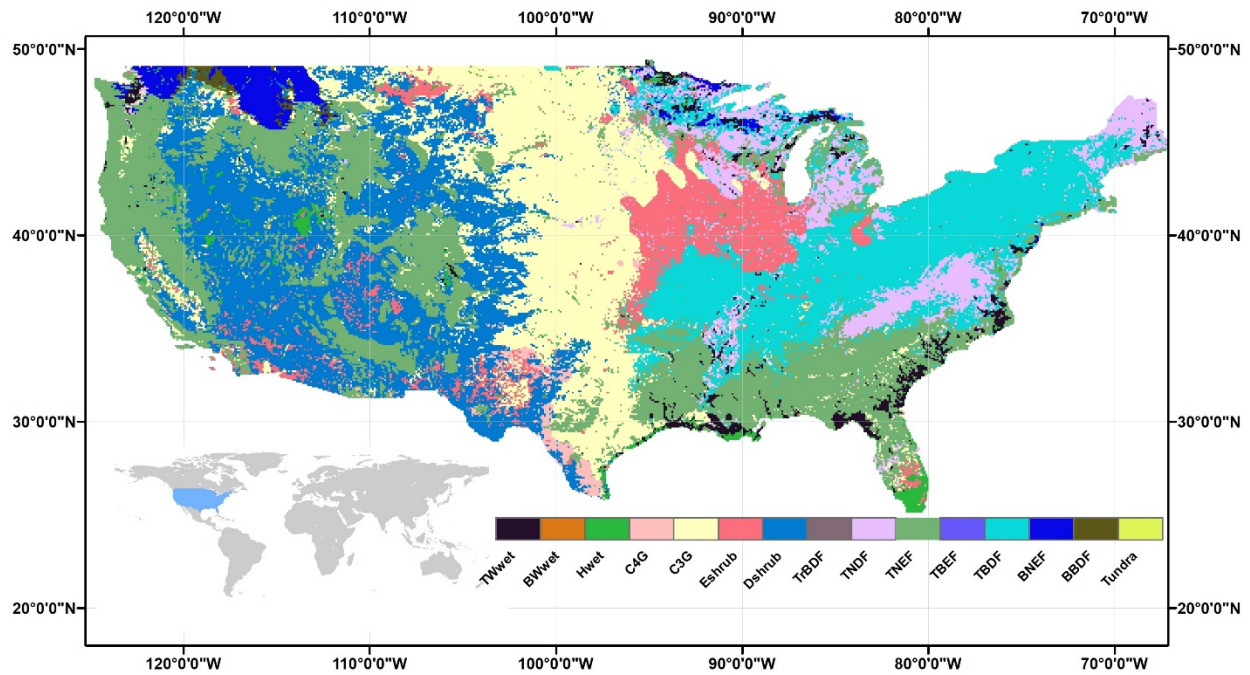 120°0'0"W 110°0'0"W 100°0'0"W 90°0'0"W 80°0'0"W 70°0'0"W
50°0'0"N 50°0'0"N
40°0'0"N 40°0'0"N
30°0'0"N 30°0'0"N
TWwet BWwet Hwet C4G C3G Eshrub Dshrub TrBDF TNDF TNEF TBEF TBDF BNEF BBDF Tundra
20°0'0"N 20°0'0"N
120°0'0"W 110°0'0"W 100°0'0"W 90°0'0"W 80°0'0"W 70°0'0"W